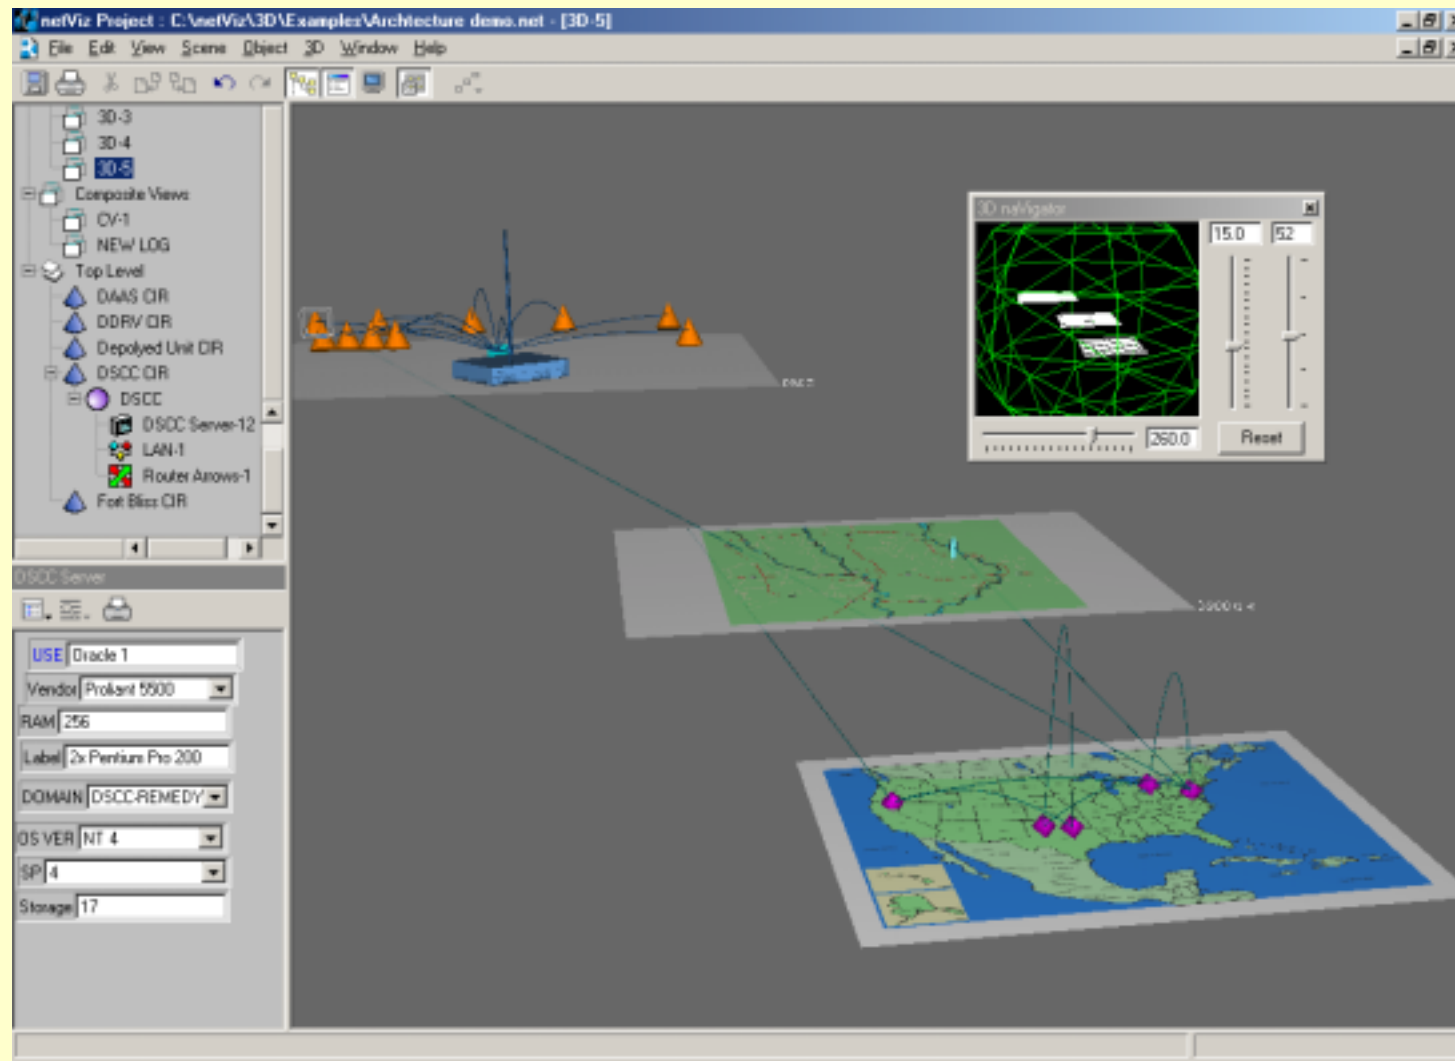 netViz Project : C:\netViz\3D\Examples\Archtecture demo.net - [3D-5]
File Edit View Scene Object 3D Window Help
3D-3
3D-4
3D-5
Composite Views
CV-1
NEW LOG
Top Level
DAAS CIR
DDRV CIR
Depolyed Unit CIR
DSCC CIR
DSCC
DSCC Server-12
LAN-1
Router Arrows-1
Fort Bliss CIR
DSCC Server
USE Oracle 1
Vendor Proliant 5500
RAM 256
Label 2x Pentium Pro 200
DOMAIN DSCC-REMEDY
OS VER NT 4
SP 4
Storage 17
3D naVigator
15.0 52
260.0 Reset